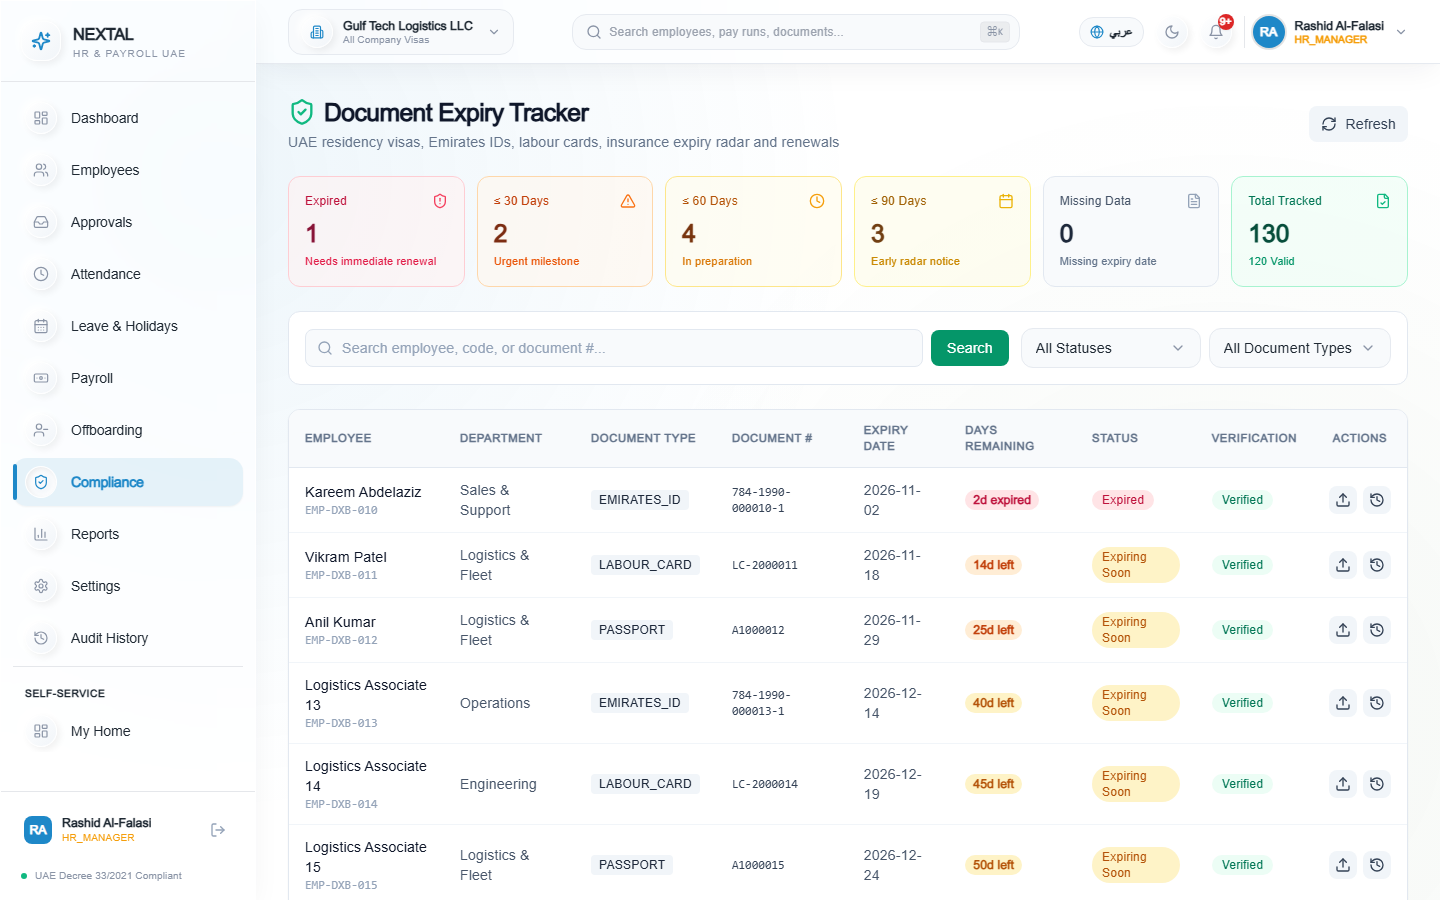 NEXTAL
HR & PAYROLL UAE
Gulf Tech Logistics LLC
All Company Visas
Search employees, pay runs, documents...
⌘K
عربي
9+
RA
Rashid Al-Falasi
HR_MANAGER
Dashboard
Employees
Approvals
Attendance
Leave & Holidays
Payroll
Offboarding
Compliance
Reports
Settings
Audit History
SELF-SERVICE
My Home
RA
Rashid Al-Falasi
HR_MANAGER
UAE Decree 33/2021 Compliant
Document Expiry Tracker
UAE residency visas, Emirates IDs, labour cards, insurance expiry radar and renewals
Refresh
Expired
1
Needs immediate renewal
≤ 30 Days
2
Urgent milestone
≤ 60 Days
4
In preparation
≤ 90 Days
3
Early radar notice
Missing Data
0
Missing expiry date
Total Tracked
130
120 Valid
Search employee, code, or document #...
Search
All Statuses
All Document Types
EMPLOYEE DEPARTMENT DOCUMENT TYPE DOCUMENT # EXPIRY DATE DAYS REMAINING STATUS VERIFICATION ACTIONS
Kareem Abdelaziz
EMP-DXB-010
Sales &
Support
EMIRATES_ID
784-1990-
000010-1
2026-11-
02
2d expired
Expired
Verified
Vikram Patel
EMP-DXB-011
Logistics &
Fleet
LABOUR_CARD
LC-2000011
2026-11-
18
14d left
Expiring
Soon
Verified
Anil Kumar
EMP-DXB-012
Logistics &
Fleet
PASSPORT
A1000012
2026-11-
29
25d left
Expiring
Soon
Verified
Logistics Associate
13
EMP-DXB-013
Operations
EMIRATES_ID
784-1990-
000013-1
2026-12-
14
40d left
Expiring
Soon
Verified
Logistics Associate
14
EMP-DXB-014
Engineering
LABOUR_CARD
LC-2000014
2026-12-
19
45d left
Expiring
Soon
Verified
Logistics Associate
15
EMP-DXB-015
Logistics &
Fleet
PASSPORT
A1000015
2026-12-
24
50d left
Expiring
Soon
Verified